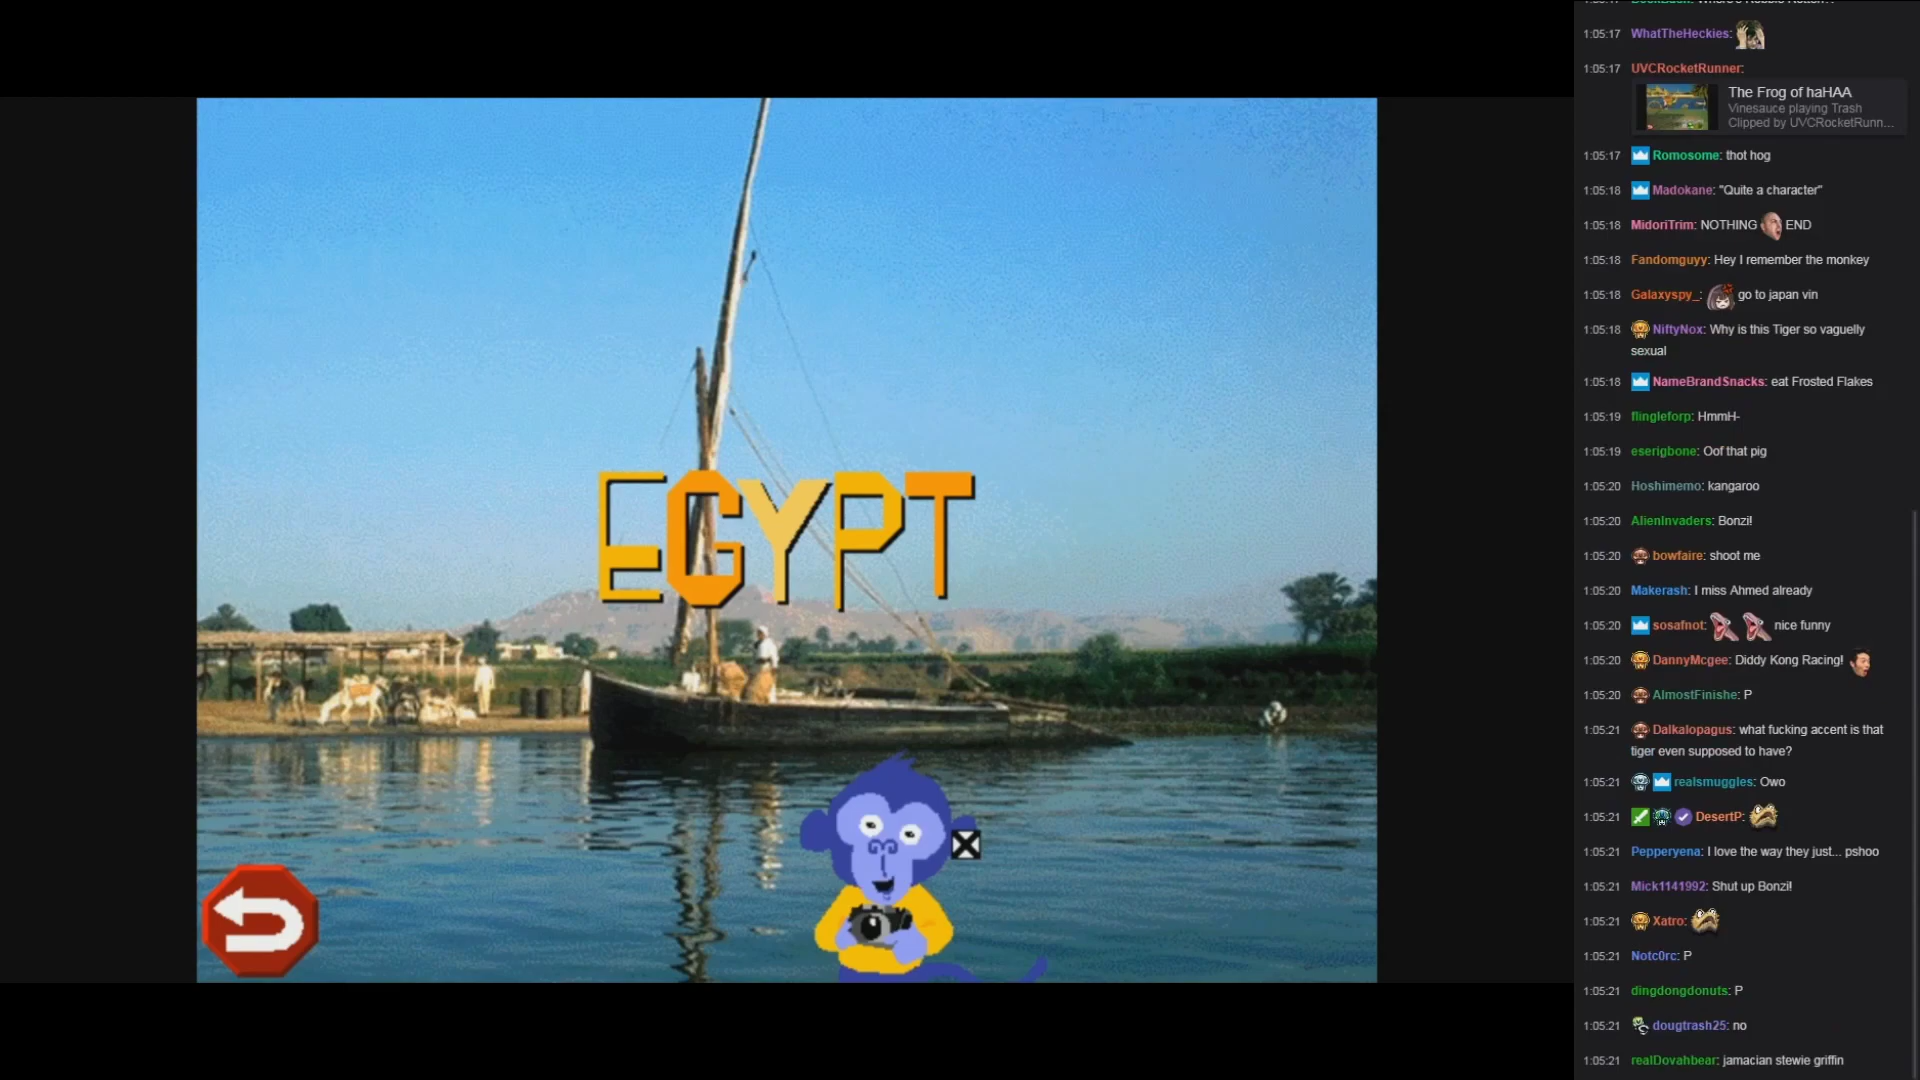 EGYPT
1:05:17 WhatTheHeckies:
1:05:17 UVCRocketRunner:
The Frog of haHAA
Vinesauce playing Trash
Clipped by UVCRocketRunn...
1:05:17 Romosome: thot hog
1:05:18 Madokane: "Quite a character"
1:05:18 MidoriTrim: NOTHING END
1:05:18 Fandomguyy: Hey I remember the monkey
1:05:18 Galaxyspy_: go to japan vin
1:05:18 NiftyNox: Why is this Tiger so vaguelly
sexual
1:05:18 NameBrandSnacks: eat Frosted Flakes
1:05:19 flingleforp: HmmH-
1:05:19 eserigbone: Oof that pig
1:05:20 Hoshimemo: kangaroo
1:05:20 AlienInvaders: Bonzi!
1:05:20 bowfaire: shoot me
1:05:20 Makerash: I miss Ahmed already
1:05:20 sosafnot: nice funny
1:05:20 DannyMcgee: Diddy Kong Racing!
1:05:20 AlmostFinishe: P
1:05:21 Dalkalopagus: what fucking accent is that
tiger even supposed to have?
1:05:21 realsmuggles: Owo
1:05:21 DesertP:
1:05:21 Pepperyena: I love the way they just... pshoo
1:05:21 Mick1141992: Shut up Bonzi!
1:05:21 Xatro:
1:05:21 Notc0rc: P
1:05:21 dingdongdonuts: P
1:05:21 dougtrash25: no
1:05:21 realDovahbear: jamacian stewie griffin